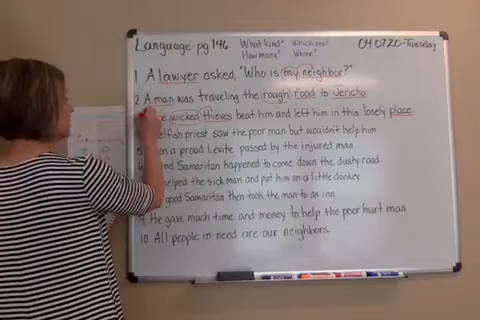 Language - pg 146 What kind? Which one? 040720-Tuesday
How many? Whose?
1. A lawyer asked, "Who is my neighbor?"
2. A man was traveling the rough road to Jericho
wicked thieves beat him and left him in this lonely place
priest saw the poor man but wouldn't help him
a proud Levite passed by the injured man
Samaritan happened to come down the dusty road
helped the sick man and put him on a little donkey
good Samaritan then took the man to an inn
9. He gave much time and money to help the poor hurt man
10. All people in need are our neighbors.